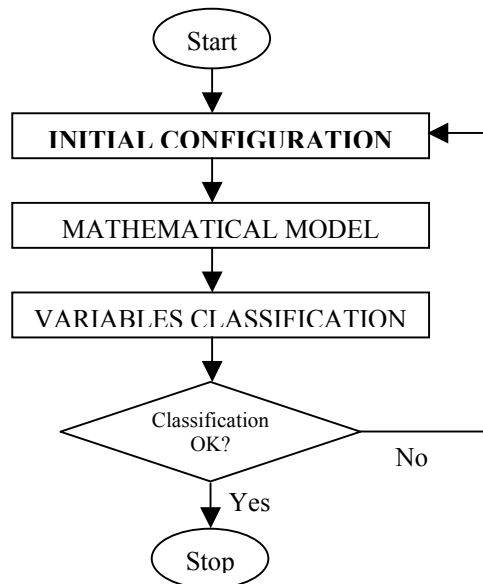 Start
INITIAL CONFIGURATION
MATHEMATICAL MODEL
VARIABLES CLASSIFICATION
Classification
OK?
No
Yes
Stop